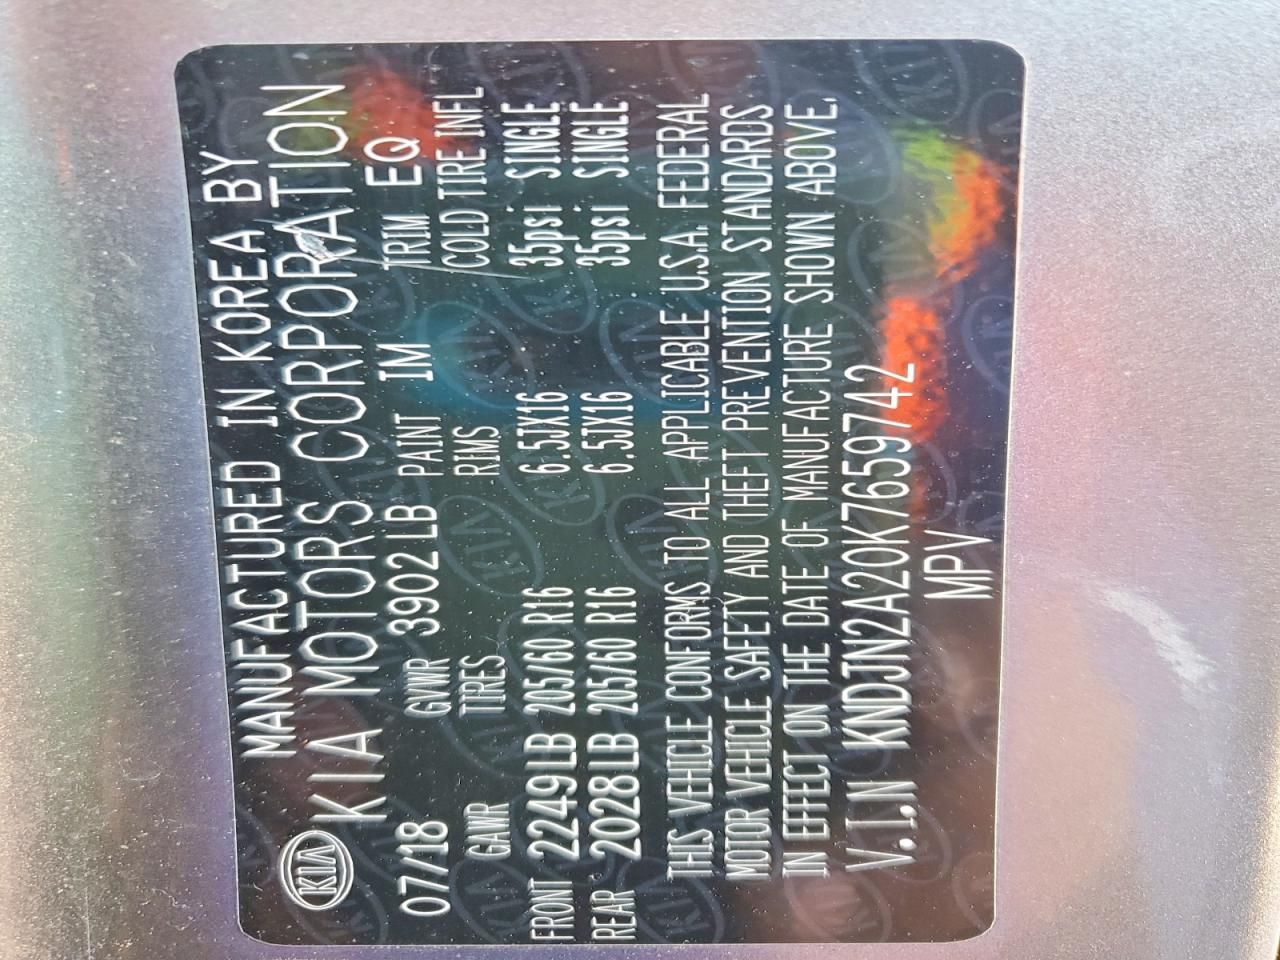 MANUFACTURED IN KOREA BY
KIA KIA MOTORS CORPORATION
07/18 GVWR 3902LB PAINT 1M TRIM EQ
GAWR TIRES RIMS COLD TIRE INFL
FRONT 2249LB 205/60 R16 6.5JX16 35psi SINGLE
REAR 2028LB 205/60 R16 6.5JX16 35psi SINGLE
THIS VEHICLE CONFORMS TO ALL APPLICABLE U.S.A. FEDERAL
MOTOR VEHICLE SAFETY AND THEFT PREVENTION STANDARDS
IN EFFECT ON THE DATE OF MANUFACTURE SHOWN ABOVE.
V.I.N KNDJN2A20K7659742
MPV